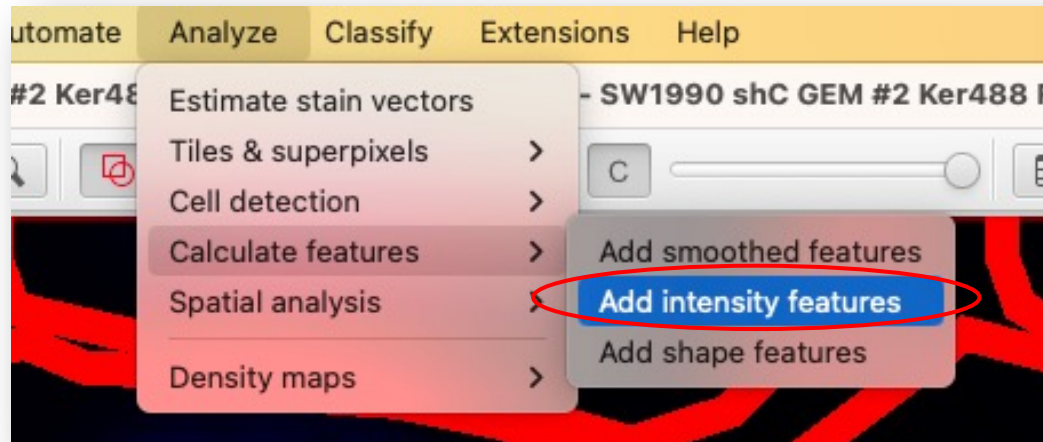 utomate Analyze Classify Extensions Help
#2 Ker48 - SW1990 shC GEM #2 Ker488
Estimate stain vectors
Tiles & superpixels
C
Cell detection
Calculate features
Add smoothed features
Spatial analysis
Add intensity features
Add shape features
Density maps